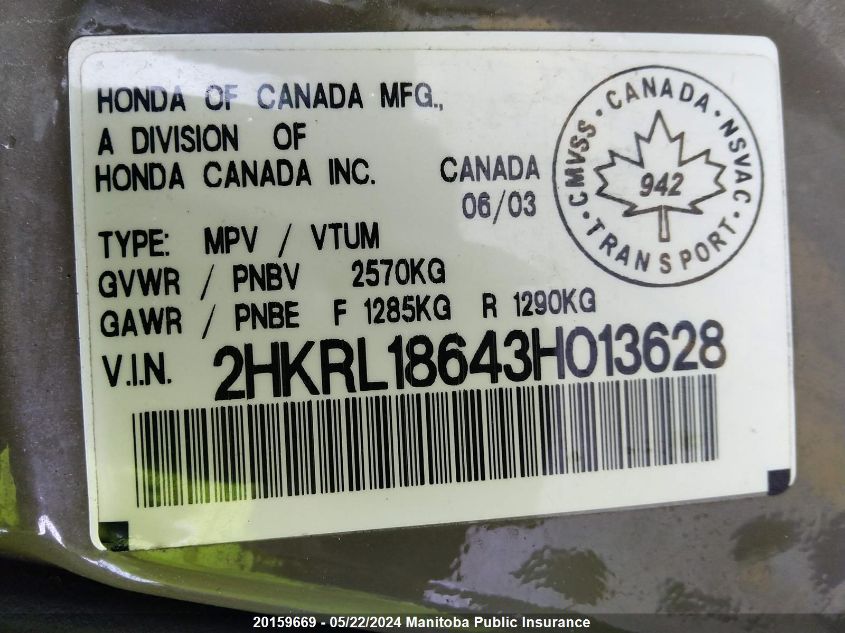 HONDA OF CANADA MFG.,
A DIVISION OF
HONDA CANADA INC.
CANADA
06/03
TYPE: MPV / VTUM
GVWR / PNBV 2570KG
GAWR / PNBE F 1285KG R 1290KG
V.I.N. 2HKRL18643H013628
CMVSS · CANADA · NSVAC
942
· TRANSPORT ·
20159669 - 05/22/2024 Manitoba Public Insurance